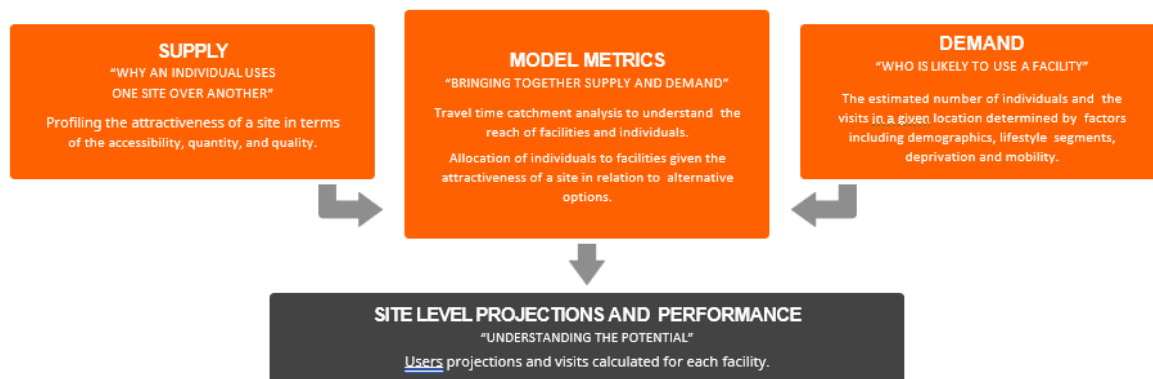 SUPPLY
“WHY AN INDIVIDUAL USES
ONE SITE OVER ANOTHER”
Profiling the attractiveness of a site in terms
of the accessibility, quantity, and quality.
MODEL METRICS
“BRINGING TOGETHER SUPPLY AND DEMAND”
Travel time catchment analysis to understand the
reach of facilities and individuals.
Allocation of individuals to facilities given the
attractiveness of a site in relation to alternative
options.
DEMAND
“WHO IS LIKELY TO USE A FACILITY”
The estimated number of individuals and the
visits in a given location determined by factors
including demographics, lifestyle segments,
deprivation and mobility.
SITE LEVEL PROJECTIONS AND PERFORMANCE
“UNDERSTANDING THE POTENTIAL”
Users projections and visits calculated for each facility.